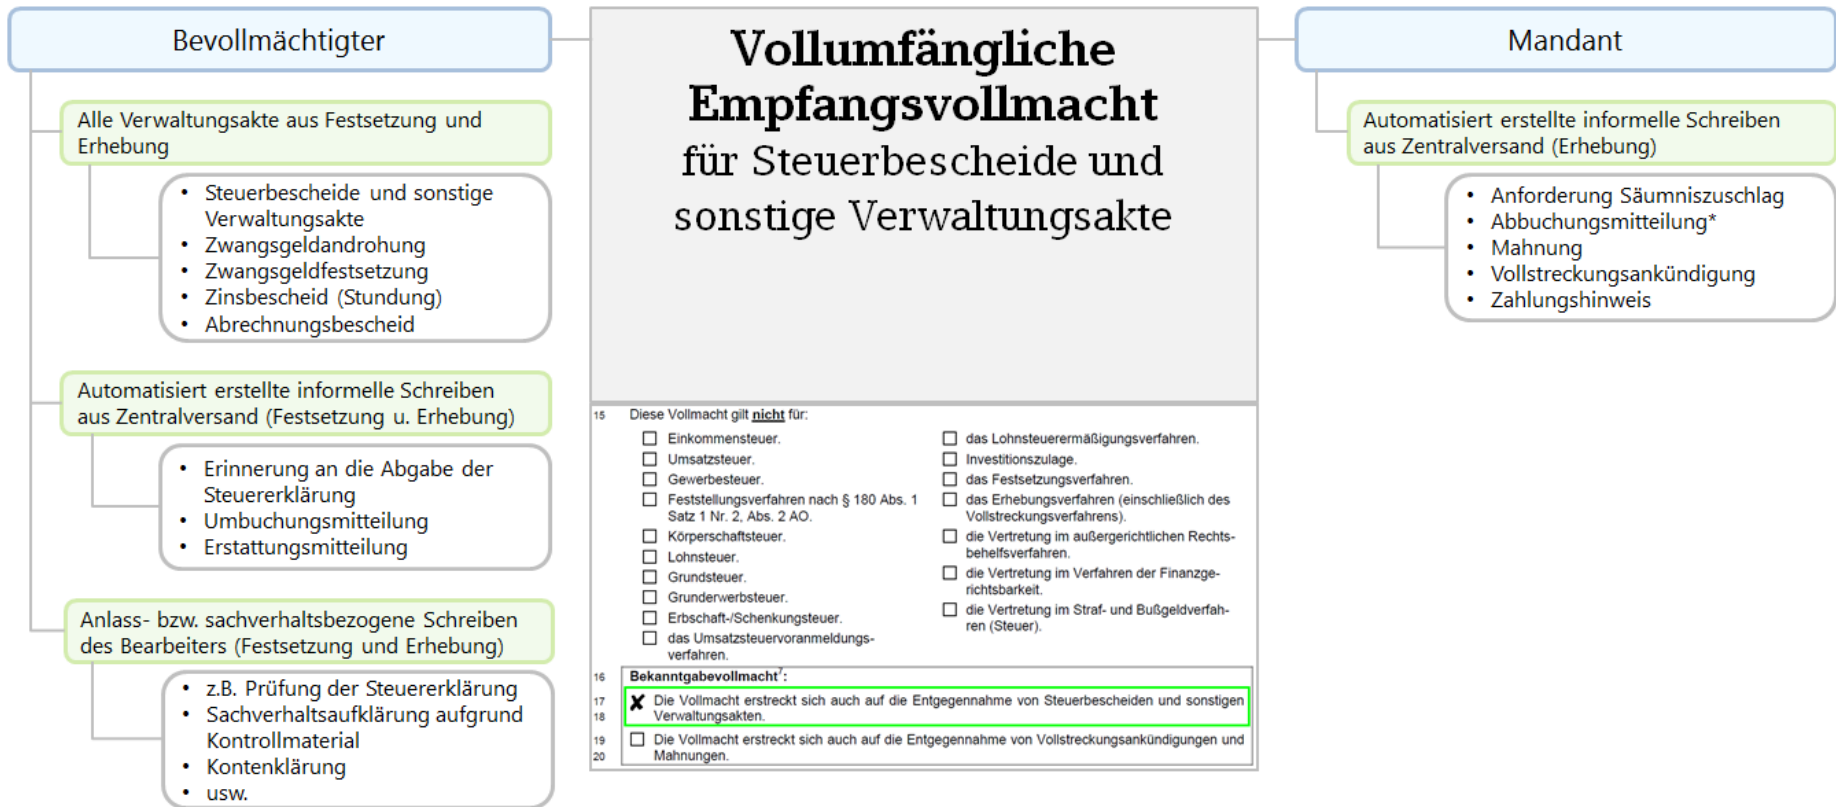 Bevollmächtigter
Alle Verwaltungsakte aus Festsetzung und
Erhebung
• Steuerbescheide und sonstige
Verwaltungsakte
• Zwangsgeldandrohung
• Zwangsgeldfestsetzung
• Zinsbescheid (Stundung)
• Abrechnungsbescheid
Automatisiert erstellte informelle Schreiben
aus Zentralversand (Festsetzung u. Erhebung)
• Erinnerung an die Abgabe der
Steuererklärung
• Umbuchungsmitteilung
• Erstattungsmitteilung
Anlass- bzw. sachverhaltsbezogene Schreiben
des Bearbeiters (Festsetzung und Erhebung)
• z.B. Prüfung der Steuererklärung
• Sachverhaltsaufklärung aufgrund
Kontrollmaterial
• Kontenklärung
• usw.
Vollumfängliche
Empfangsvollmacht
für Steuerbescheide und
sonstige Verwaltungsakte
15 Diese Vollmacht gilt nicht für:
Einkommensteuer.
Umsatzsteuer.
Gewerbesteuer.
Feststellungsverfahren nach § 180 Abs. 1
Satz 1 Nr. 2, Abs. 2 AO.
Körperschaftsteuer.
Lohnsteuer.
Grundsteuer.
Grunderwerbsteuer.
Erbschaft-/Schenkungsteuer.
das Umsatzsteuervoranmeldungs-
verfahren.
das Lohnsteuerermäßigungsverfahren.
Investitionszulage.
das Festsetzungsverfahren.
das Erhebungsverfahren (einschließlich des
Vollstreckungsverfahrens).
die Vertretung im außergerichtlichen Rechts-
behelfsverfahren.
die Vertretung im Verfahren der Finanzge-
richtsbarkeit.
die Vertretung im Straf- und Bußgeldverfah-
ren (Steuer).
16 Bekanntgabevollmacht7:
17 ✘ Die Vollmacht erstreckt sich auch auf die Entgegennahme von Steuerbescheiden und sonstigen
18 Verwaltungsakten.
19 Die Vollmacht erstreckt sich auch auf die Entgegennahme von Vollstreckungsankündigungen und
20 Mahnungen.
Mandant
Automatisiert erstellte informelle Schreiben
aus Zentralversand (Erhebung)
• Anforderung Säumniszuschlag
• Abbuchungsmitteilung*
• Mahnung
• Vollstreckungsankündigung
• Zahlungshinweis